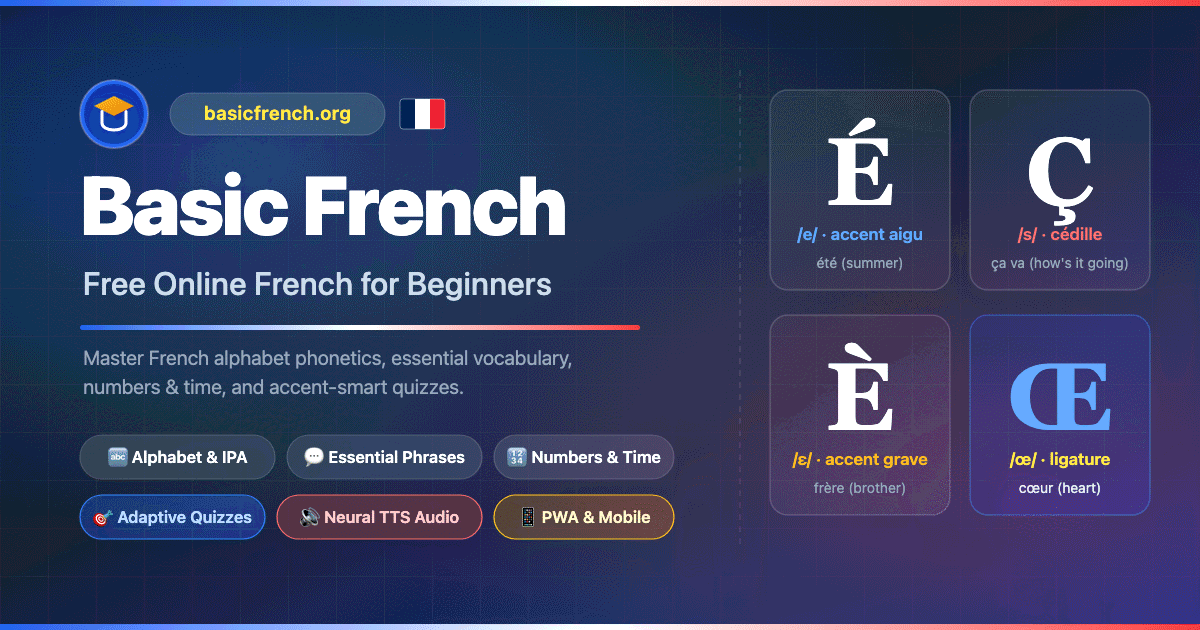 basicfrench.org
Basic French
Free Online French for Beginners
Master French alphabet phonetics, essential vocabulary,
numbers & time, and accent-smart quizzes.
🔤 Alphabet & IPA
💬 Essential Phrases
🔢 Numbers & Time
🎯 Adaptive Quizzes
🔊 Neural TTS Audio
📱 PWA & Mobile
É
/e/ · accent aigu
été (summer)
Ç
/s/ · cédille
ça va (how's it going)
È
/ɛ/ · accent grave
frère (brother)
Œ
/œ/ · ligature
cœur (heart)